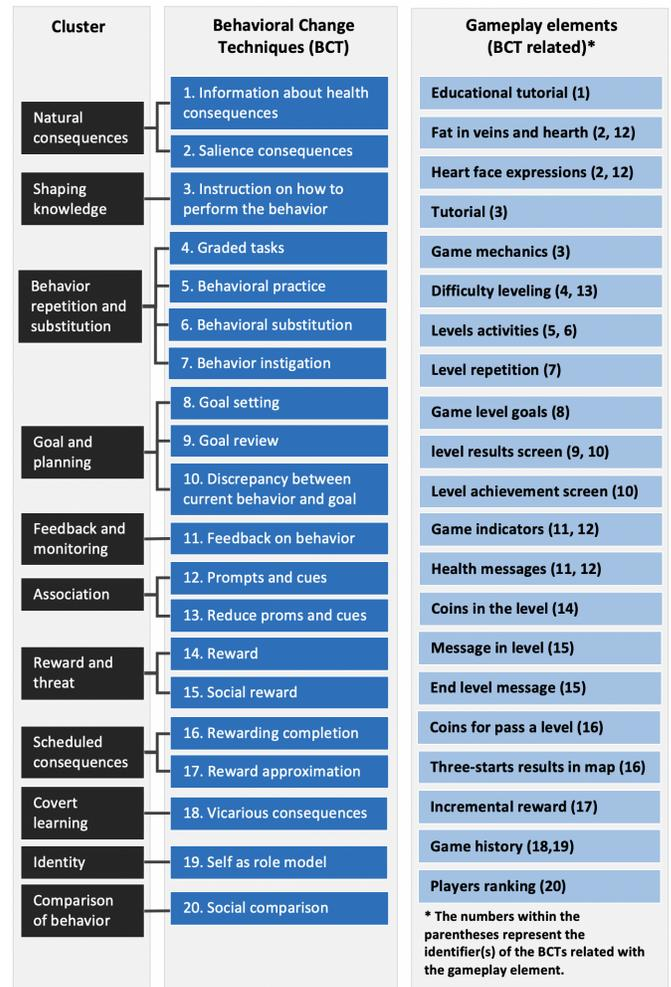 Cluster
Behavioral Change
Techniques (BCT)
Gameplay elements
(BCT related)*
Natural
consequences
Shaping
knowledge
Behavior
repetition and
substitution
Goal and
planning
Feedback and
monitoring
Association
Reward and
threat
Scheduled
consequences
Covert
learning
Identity
Comparison
of behavior
1. Information about health
consequences
2. Salience consequences
3. Instruction on how to
perform the behavior
4. Graded tasks
5. Behavioral practice
6. Behavioral substitution
7. Behavior instigation
8. Goal setting
9. Goal review
10. Discrepancy between
current behavior and goal
11. Feedback on behavior
12. Prompts and cues
13. Reduce proms and cues
14. Reward
15. Social reward
16. Rewarding completion
17. Reward approximation
18. Vicarious consequences
19. Self as role model
20. Social comparison
Educational tutorial (1)
Fat in veins and hearth (2, 12)
Heart face expressions (2, 12)
Tutorial (3)
Game mechanics (3)
Difficulty leveling (4, 13)
Levels activities (5, 6)
Level repetition (7)
Game level goals (8)
level results screen (9, 10)
Level achievement screen (10)
Game indicators (11, 12)
Health messages (11, 12)
Coins in the level (14)
Message in level (15)
End level message (15)
Coins for pass a level (16)
Three-starts results in map (16)
Incremental reward (17)
Game history (18,19)
Players ranking (20)
* The numbers within the
parentheses represent the
identifier(s) of the BCTs related with
the gameplay element.